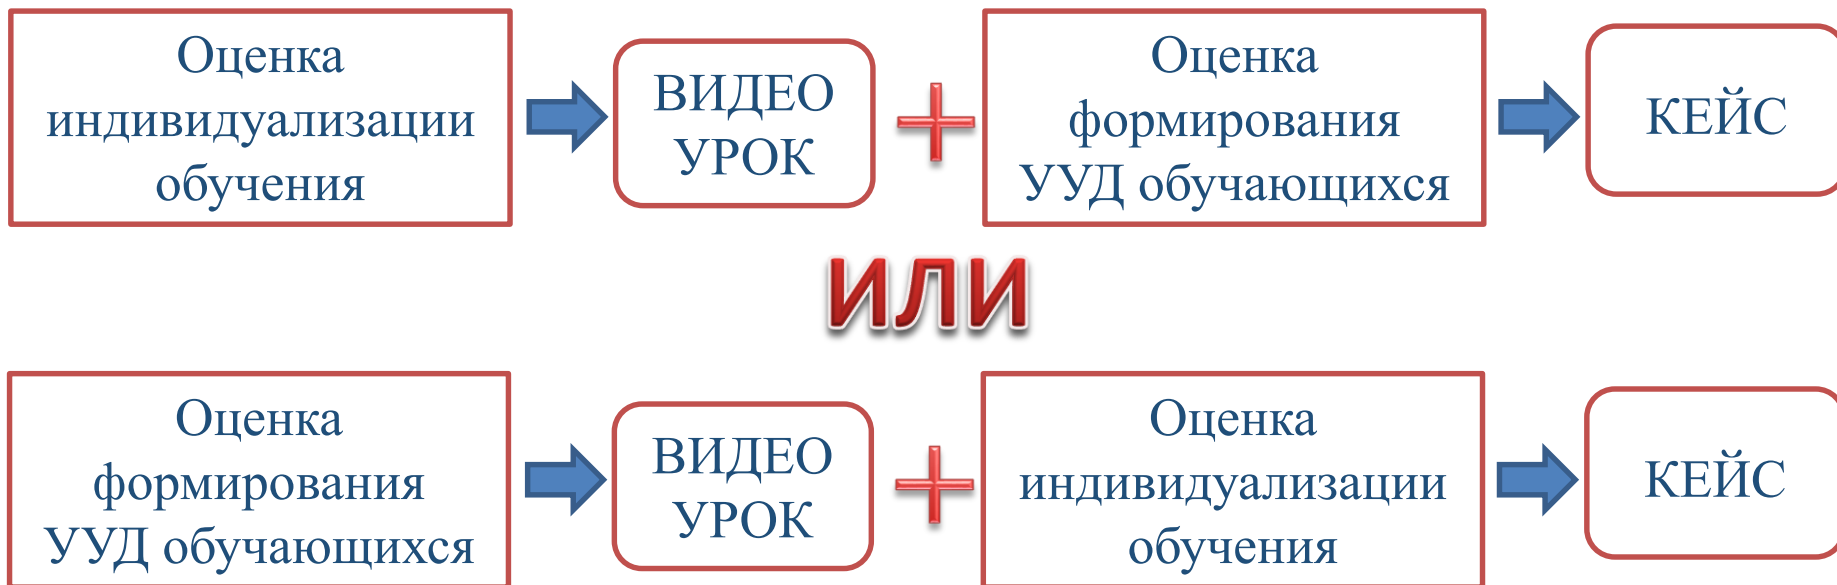 Оценка
индивидуализации
обучения
ВИДЕО
УРОК
Оценка
формирования
УУД обучающихся
КЕЙС
или
Оценка
формирования
УУД обучающихся
ВИДЕО
УРОК
Оценка
индивидуализации
обучения
КЕЙС